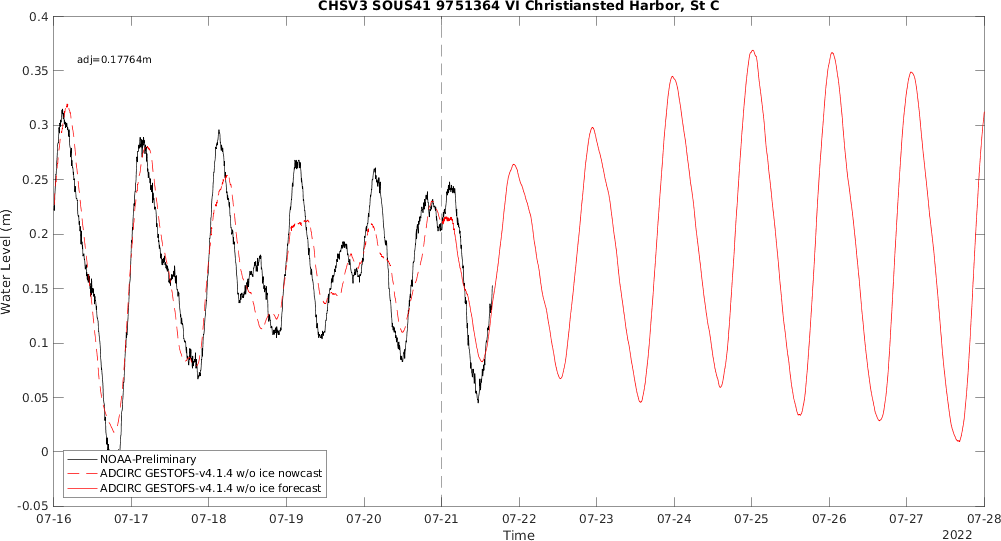 CHSV3 SOUS41 9751364 VI Christiansted Harbor, St C
0.4
adj=0.17764m
0.35
0.3
0.25
0.2
0.15
0.1
0.05
0
-0.05
Water Level (m)
NOAA-Preliminary
ADCIRC GESTOFS-v4.1.4 w/o ice nowcast
ADCIRC GESTOFS-v4.1.4 w/o ice forecast
07-16 07-17 07-18 07-19 07-20 07-21 07-22 07-23 07-24 07-25 07-26 07-27 07-28
Time
2022